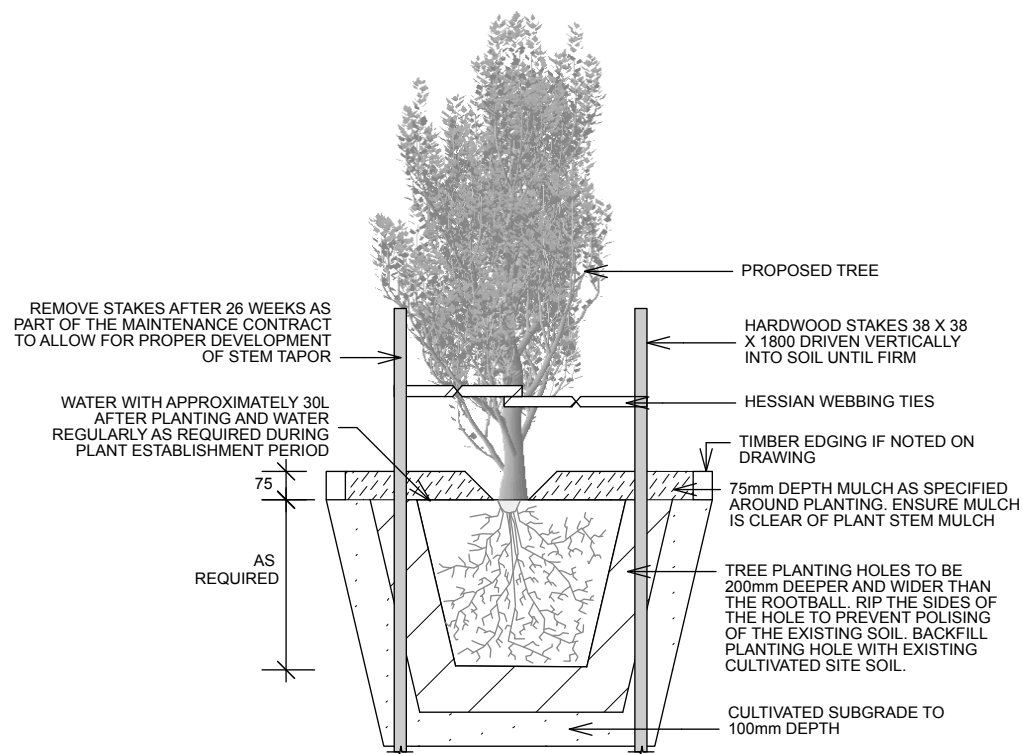 PROPOSED TREE
REMOVE STAKES AFTER 26 WEEKS AS
PART OF THE MAINTENANCE CONTRACT
TO ALLOW FOR PROPER DEVELOPMENT
OF STEM TAPOR
HARDWOOD STAKES 38 X 38
X 1800 DRIVEN VERTICALLY
INTO SOIL UNTIL FIRM
WATER WITH APPROXIMATELY 30L
AFTER PLANTING AND WATER
REGULARLY AS REQUIRED DURING
PLANT ESTABLISHMENT PERIOD
HESSIAN WEBBING TIES
TIMBER EDGING IF NOTED ON
DRAWING
75
75mm DEPTH MULCH AS SPECIFIED
AROUND PLANTING. ENSURE MULCH
IS CLEAR OF PLANT STEM MULCH
AS
REQUIRED
TREE PLANTING HOLES TO BE
200mm DEEPER AND WIDER THAN
THE ROOTBALL. RIP THE SIDES OF
THE HOLE TO PREVENT POLISING
OF THE EXISTING SOIL. BACKFILL
PLANTING HOLE WITH EXISTING
CULTIVATED SITE SOIL.
CULTIVATED SUBGRADE TO
100mm DEPTH